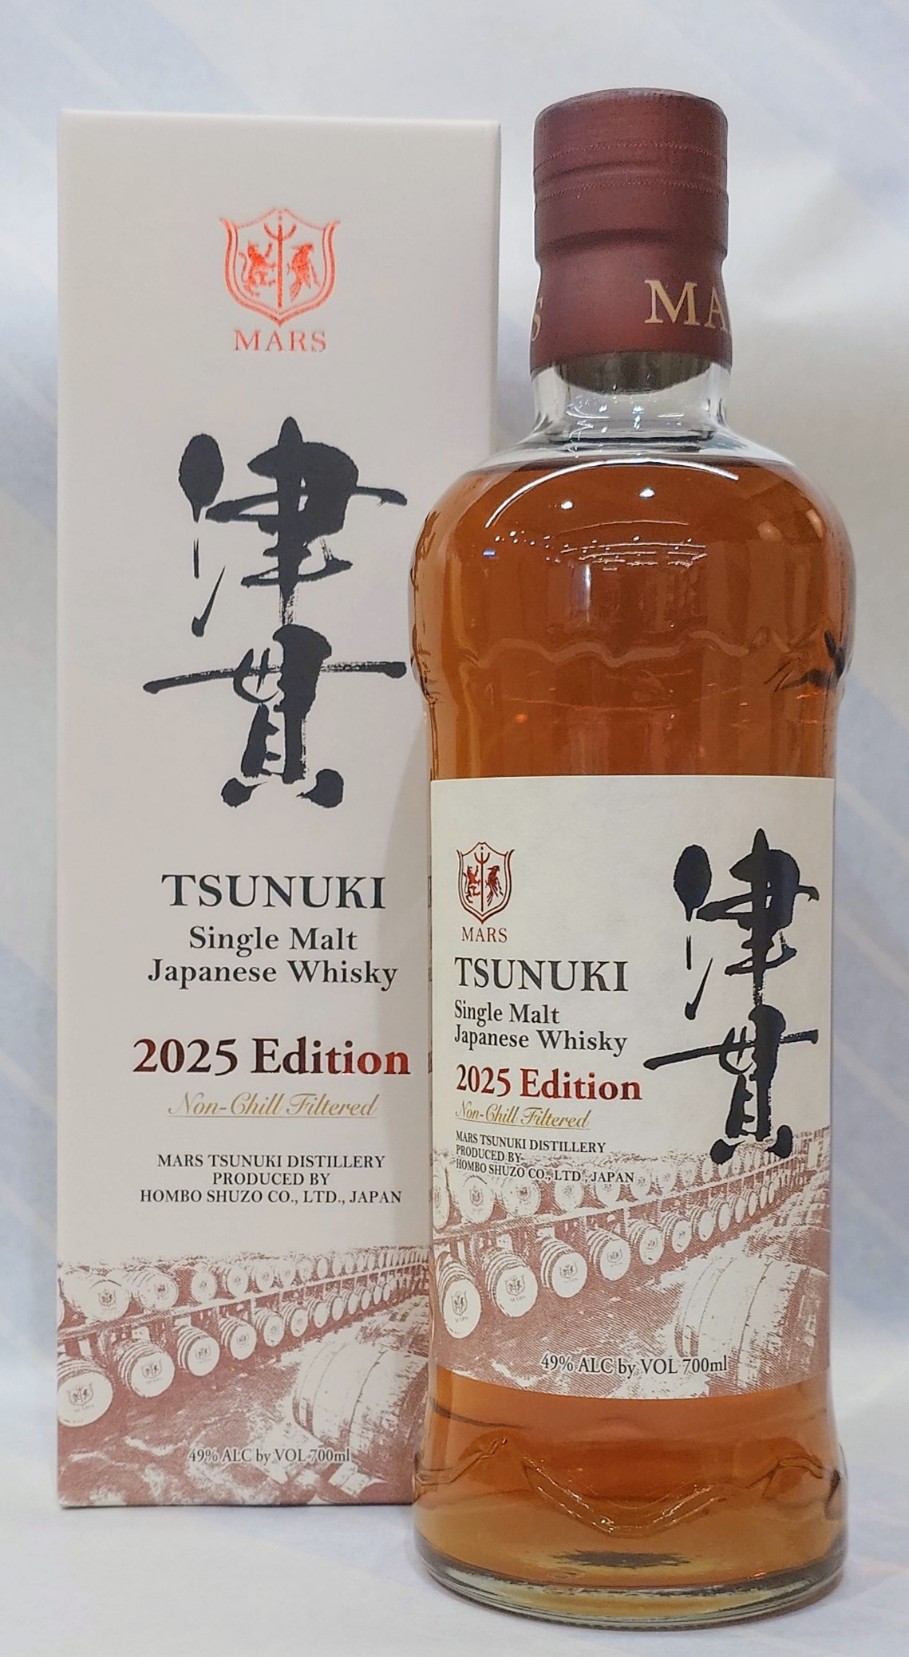 MARS
津貫
TSUNUKI
Single Malt
Japanese Whisky
2025 Edition
Non-Chill Filtered
MARS TSUNUKI DISTILLERY
PRODUCED BY
HOMBO SHUZO CO., LTD., JAPAN
49% ALC by VOL 700ml
S
MA
MARS
津貫
TSUNUKI
Single Malt
Japanese Whisky
2025 Edition
Non-Chill Filtered
MARS TSUNUKI DISTILLERY
PRODUCED BY
HOMBO SHUZO CO., LTD., JAPAN
49% ALC by VOL 700ml